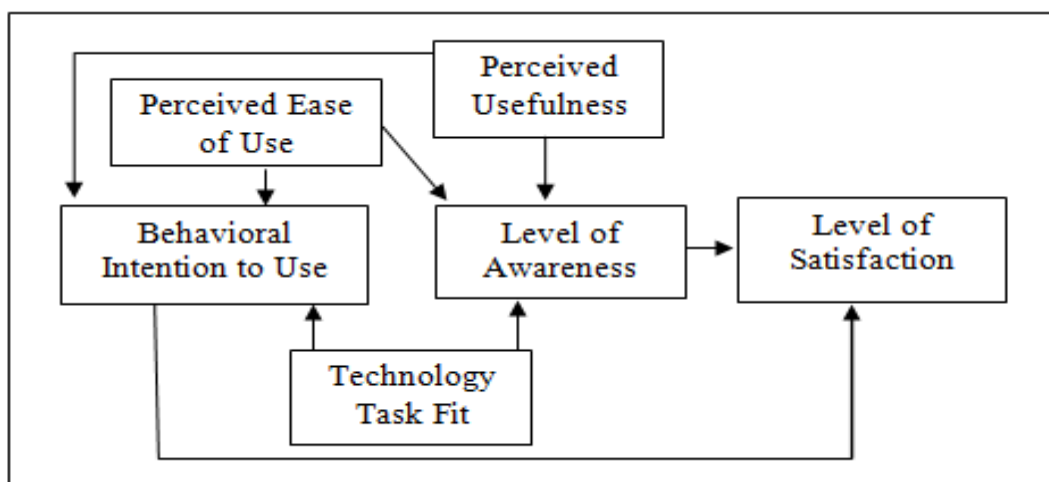 Perceived
Usefulness
Perceived Ease
of Use
Behavioral
Intention to Use
Level of
Awareness
Level of
Satisfaction
Technology
Task Fit